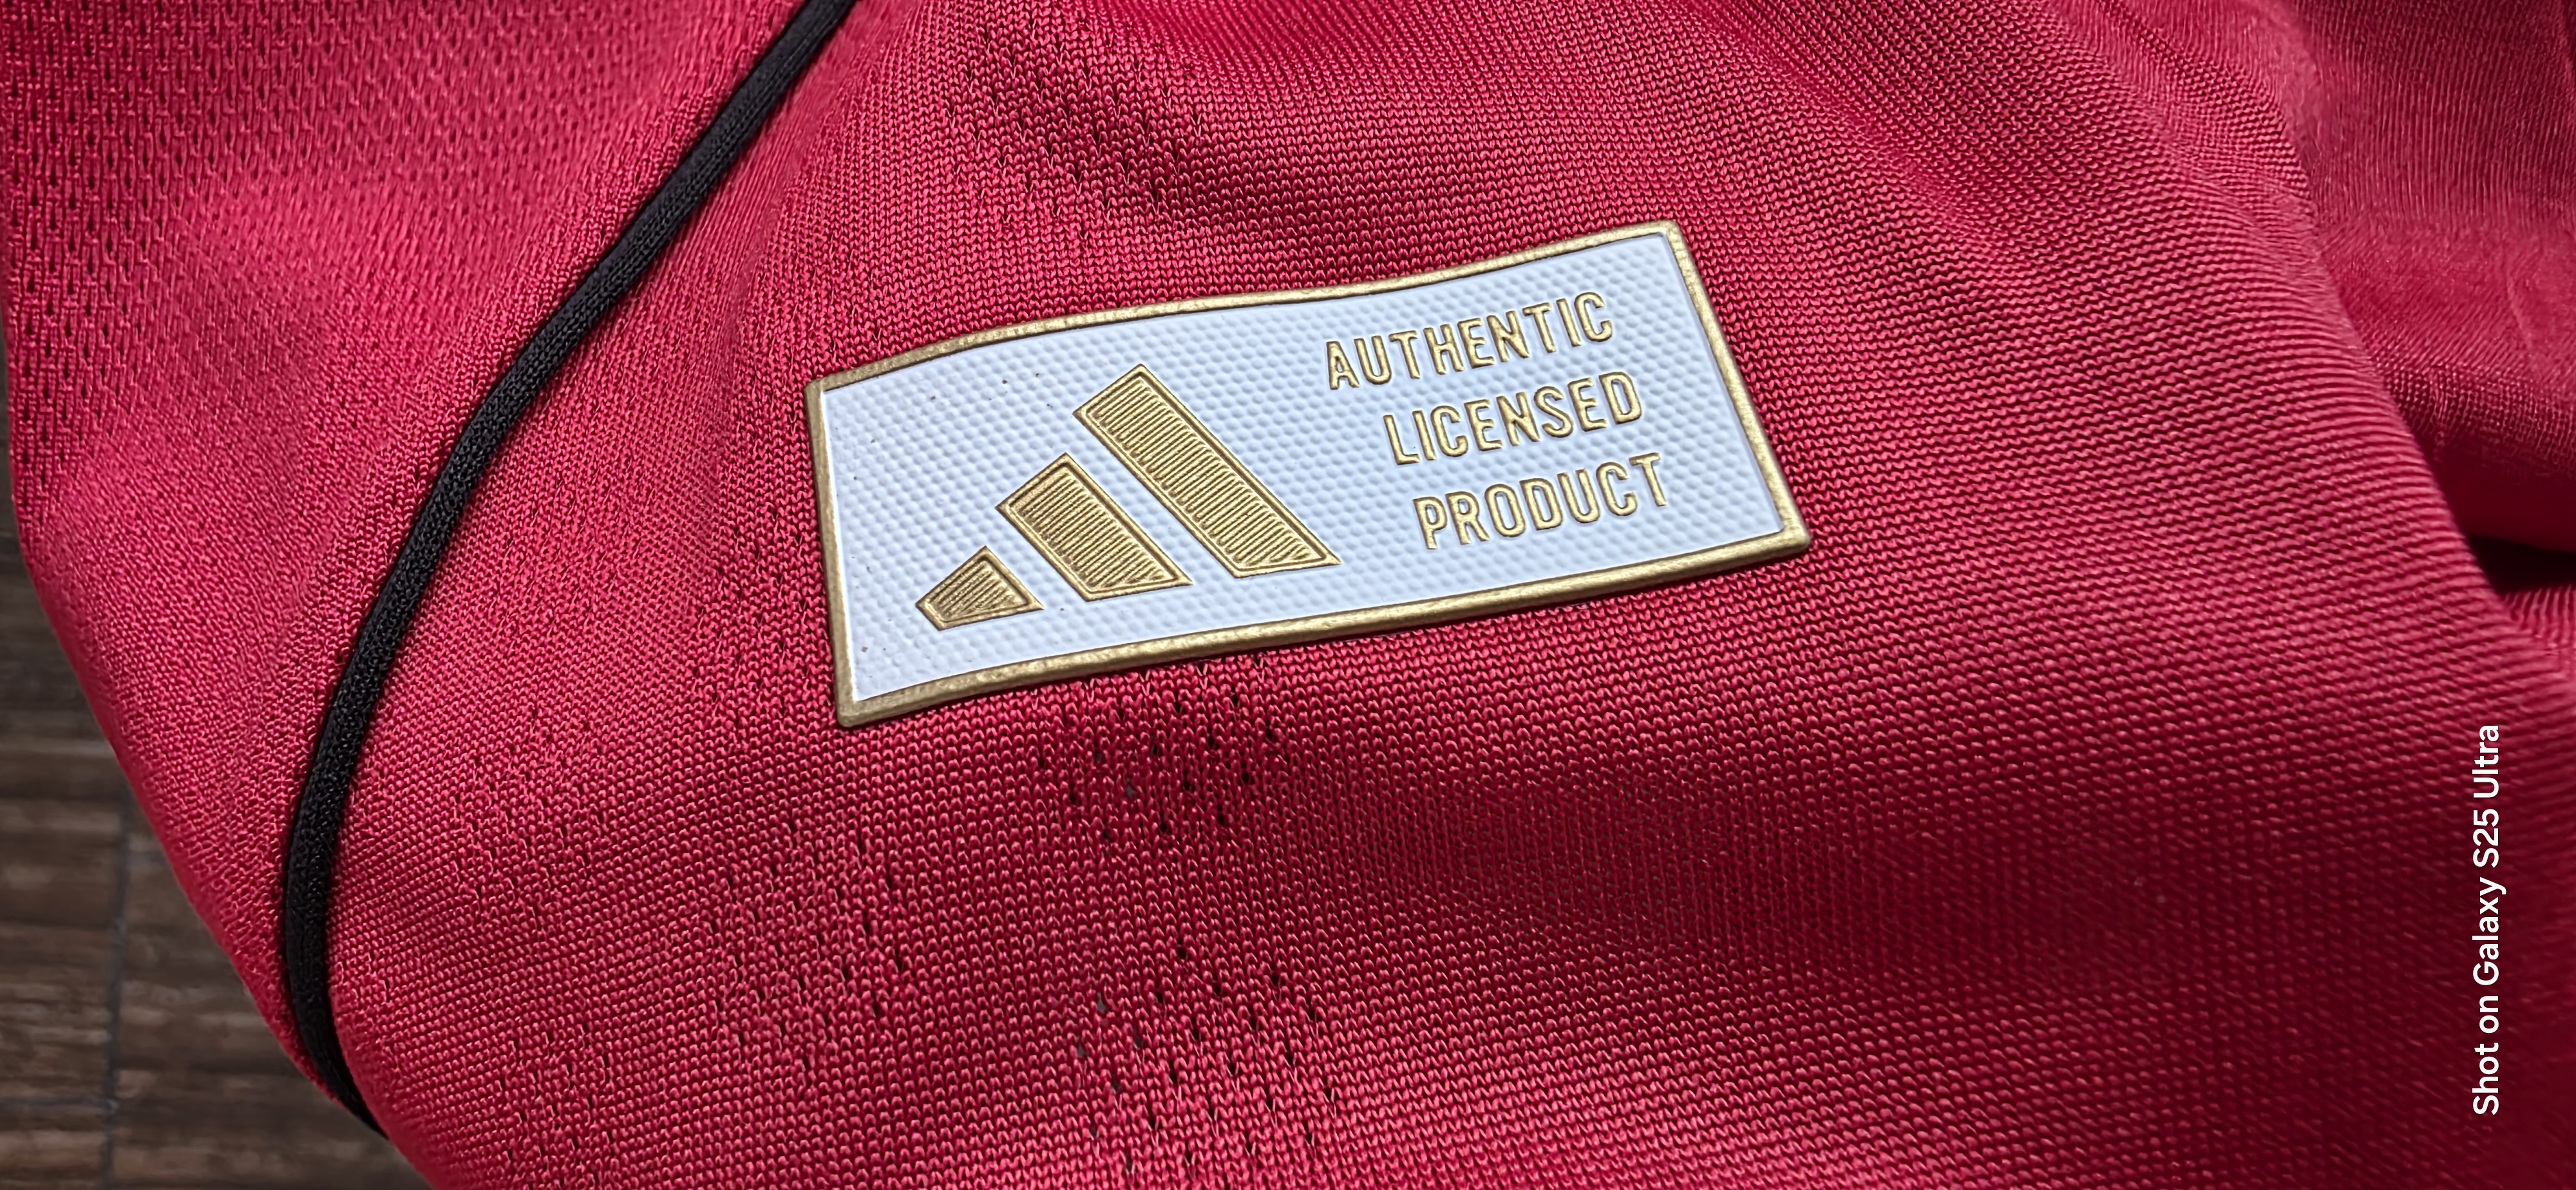 AUTHENTIC
LICENSED
PRODUCT
Shot on Galaxy S25 Ultra